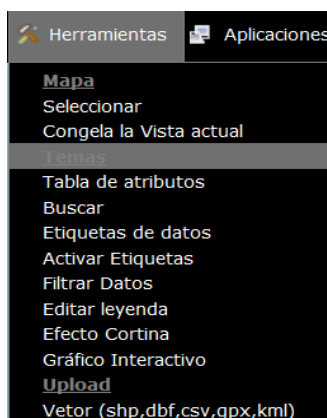 Herramientas Aplicaciones
Mapa
Seleccionar
Congela la Vista actual
Temas
Tabla de atributos
Buscar
Etiquetas de datos
Activar Etiquetas
Filtrar Datos
Editar leyenda
Efecto Cortina
Gráfico Interactivo
Upload
Vetor (shp,dbf,csv,gpx,kml)